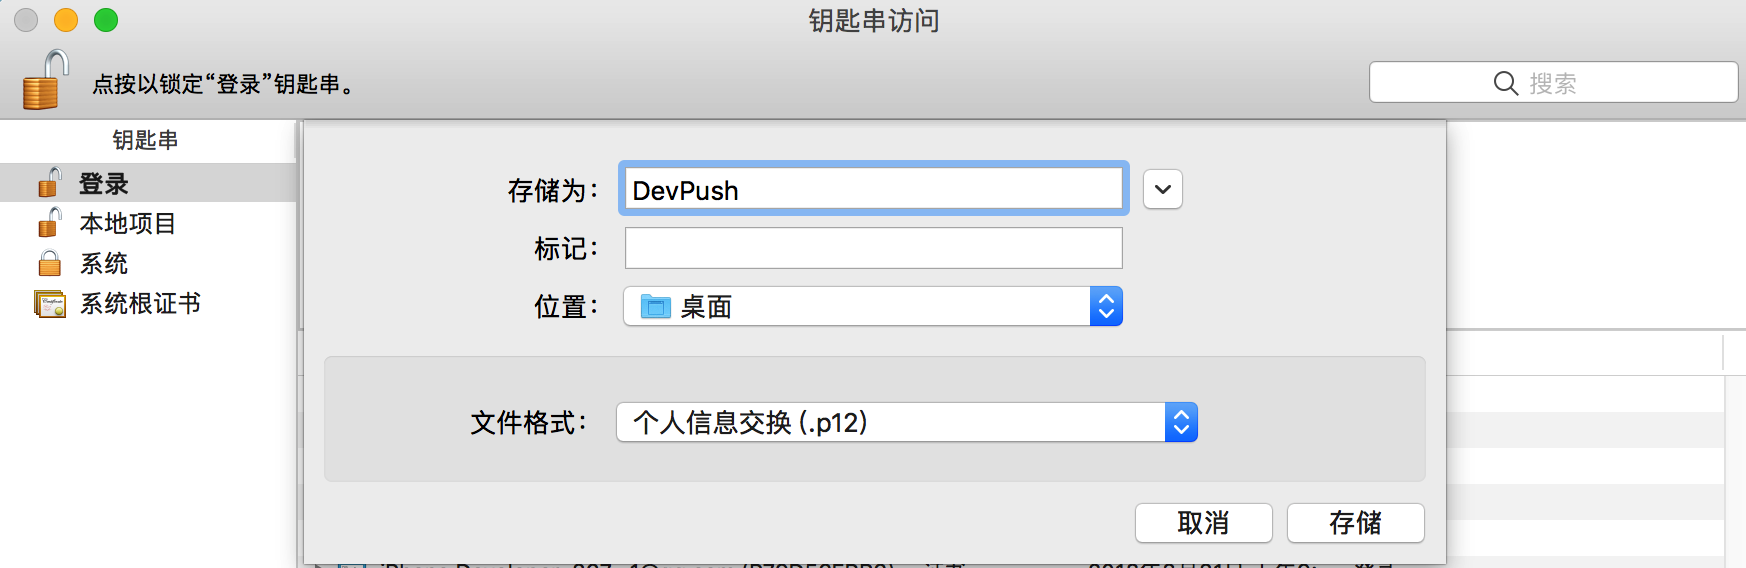 钥匙串访问
点按以锁定“登录”钥匙串。
搜索
钥匙串
登录
本地项目
系统
系统根证书
存储为：
DevPush
标记：
位置：
桌面
文件格式：
个人信息交换 (.p12)
取消
存储